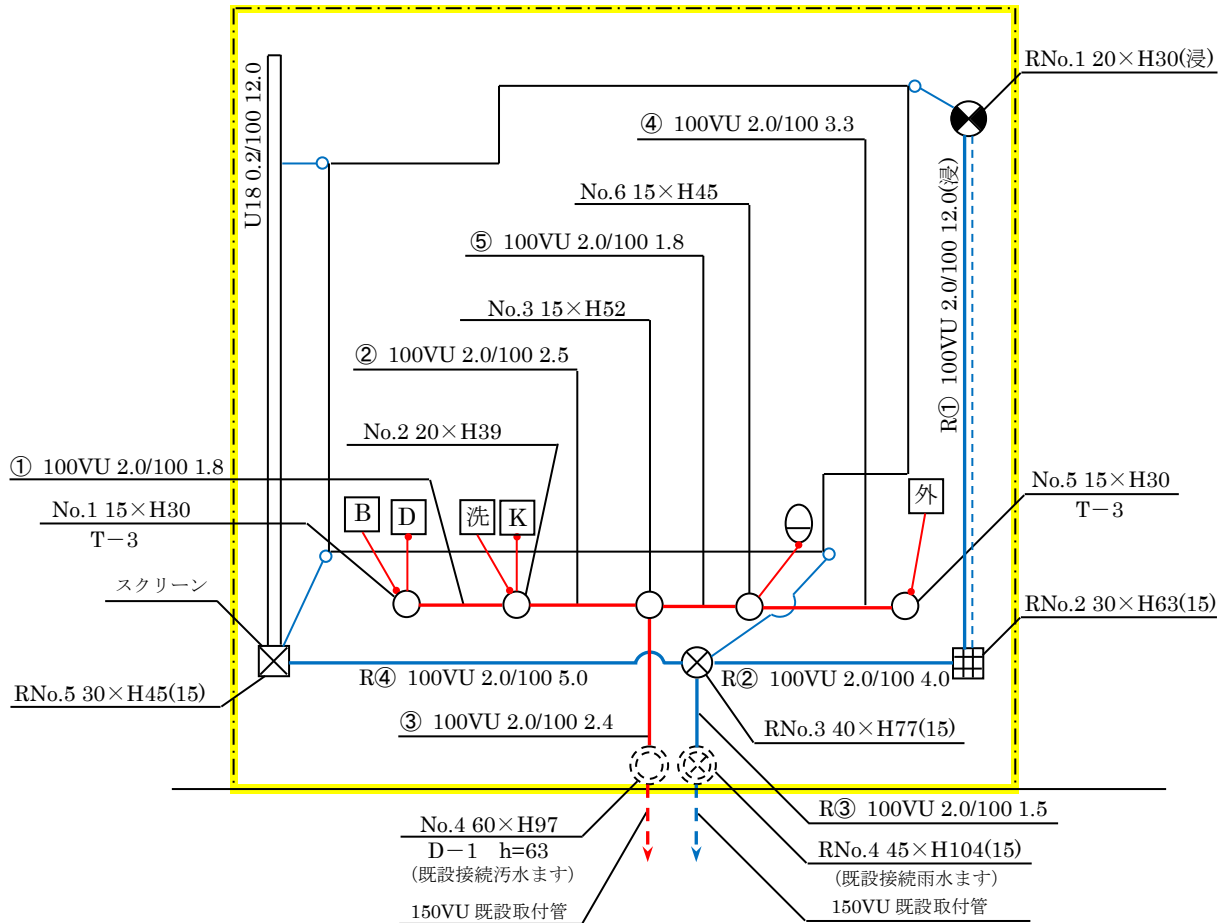 RNo.1 20×H30(浸)
U18 0.2/100 12.0
④ 100VU 2.0/100 3.3
No.6 15×H45
R① 100VU 2.0/100 12.0(浸)
⑤ 100VU 2.0/100 1.8
No.3 15×H52
② 100VU 2.0/100 2.5
No.2 20×H39
① 100VU 2.0/100 1.8
No.1 15×H30
T－3
B
D
洗
K
外
No.5 15×H30
T－3
スクリーン
RNo.2 30×H63(15)
RNo.5 30×H45(15)
R④ 100VU 2.0/100 5.0
R② 100VU 2.0/100 4.0
③ 100VU 2.0/100 2.4
RNo.3 40×H77(15)
R③ 100VU 2.0/100 1.5
No.4 60×H97
D－1 h=63
(既設接続汚水ます)
RNo.4 45×H104(15)
(既設接続雨水ます)
150VU 既設取付管
150VU 既設取付管